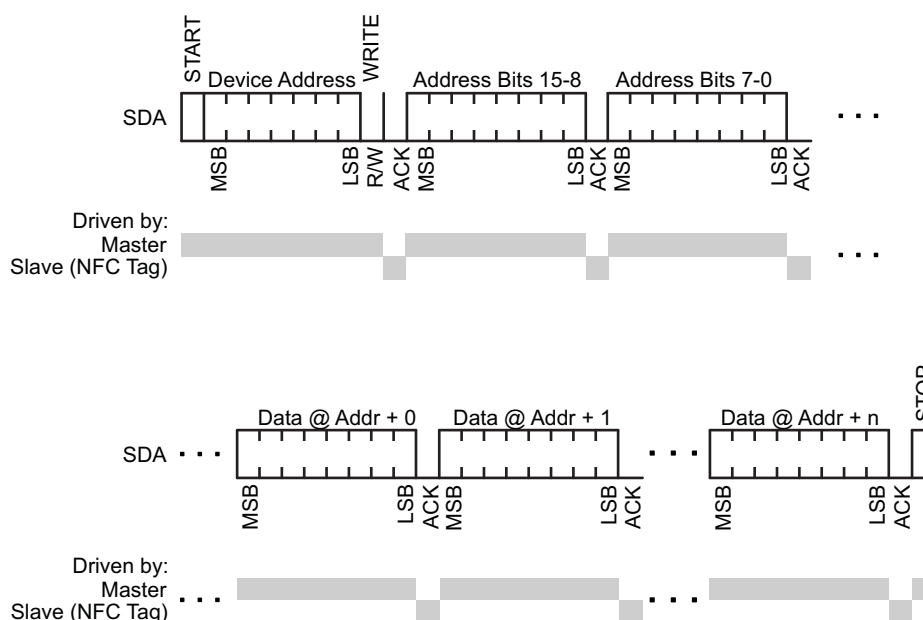 START
WRITE
Device Address
Address Bits 15-8
Address Bits 7-0
SDA
MSB
LSB
R/W
ACK
MSB
LSB
ACK
MSB
LSB
ACK
Driven by:
Master
Slave (NFC Tag)
STOP
Data @ Addr + 0
Data @ Addr + 1
Data @ Addr + n
SDA
MSB
LSB
ACK
MSB
LSB
ACK
MSB
LSB
ACK
Driven by:
Master
Slave (NFC Tag)